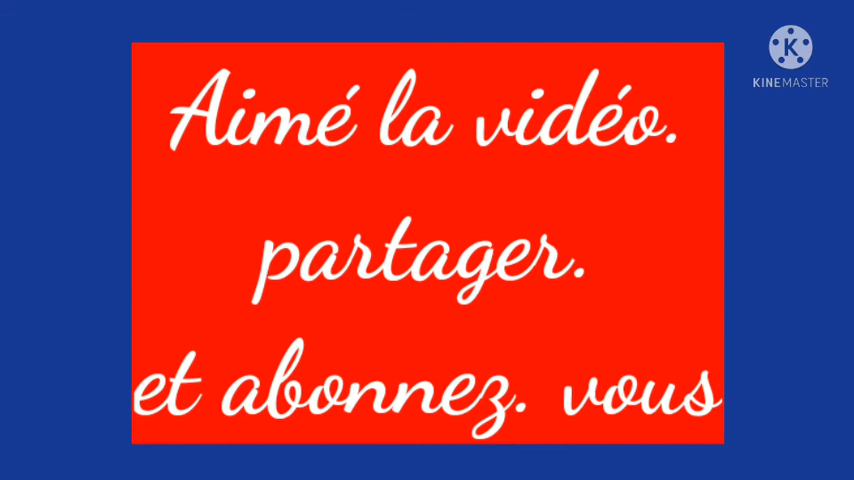 KINEMASTER
Aimé la vidéo.
partager.
et abonnez. vous